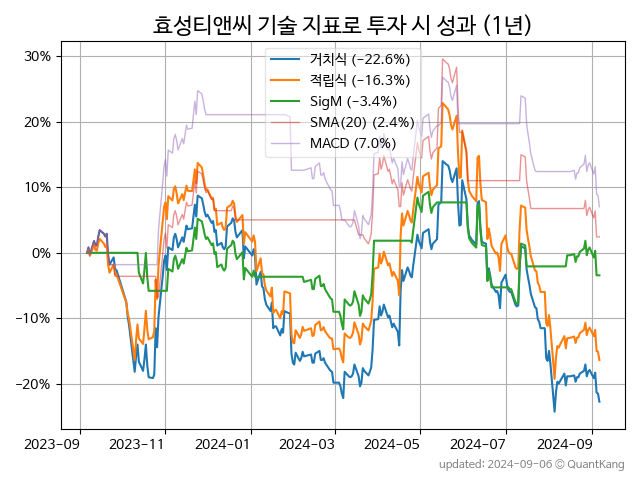 효성티앤씨 기술 지표로 투자 시 성과 (1년)
거치식 (−22.6%)
적립식 (−16.3%)
SigM (−3.4%)
SMA(20) (2.4%)
MACD (7.0%)
30%
20%
10%
0%
−10%
−20%
2023-09 2023-11 2024-01 2024-03 2024-05 2024-07 2024-09
updated: 2024-09-06 © QuantKang